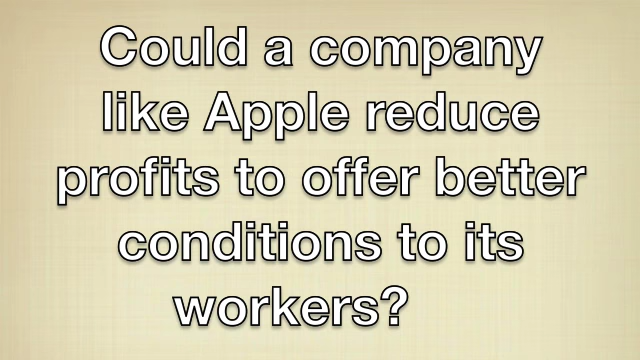 Could a company
like Apple reduce
profits to offer better
conditions to its
workers?